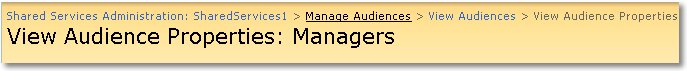 Shared Services Administration: SharedServices1 > Manage Audiences > View Audiences > View Audience Properties
View Audience Properties: Managers